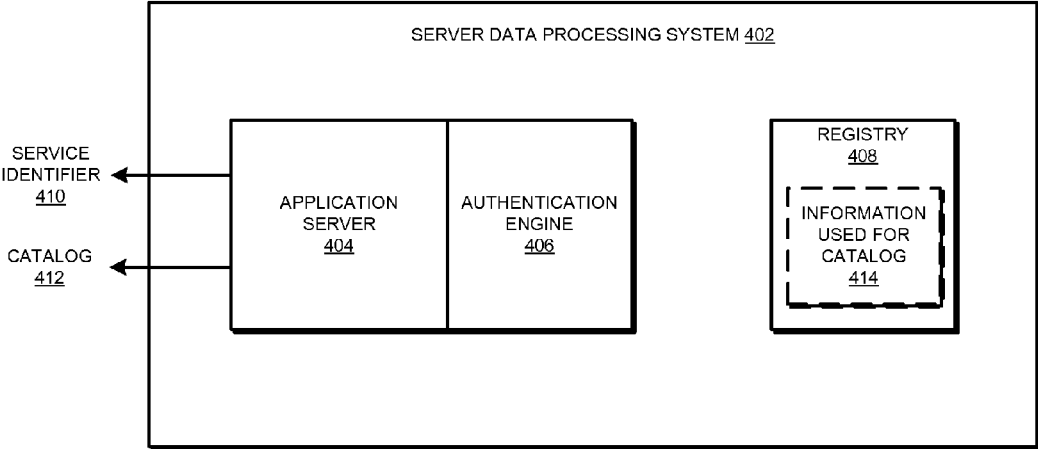 SERVER DATA PROCESSING SYSTEM 402
SERVICE
IDENTIFIER
410
CATALOG
412
APPLICATION
SERVER
404
AUTHENTICATION
ENGINE
406
REGISTRY
408
INFORMATION
USED FOR
CATALOG
414